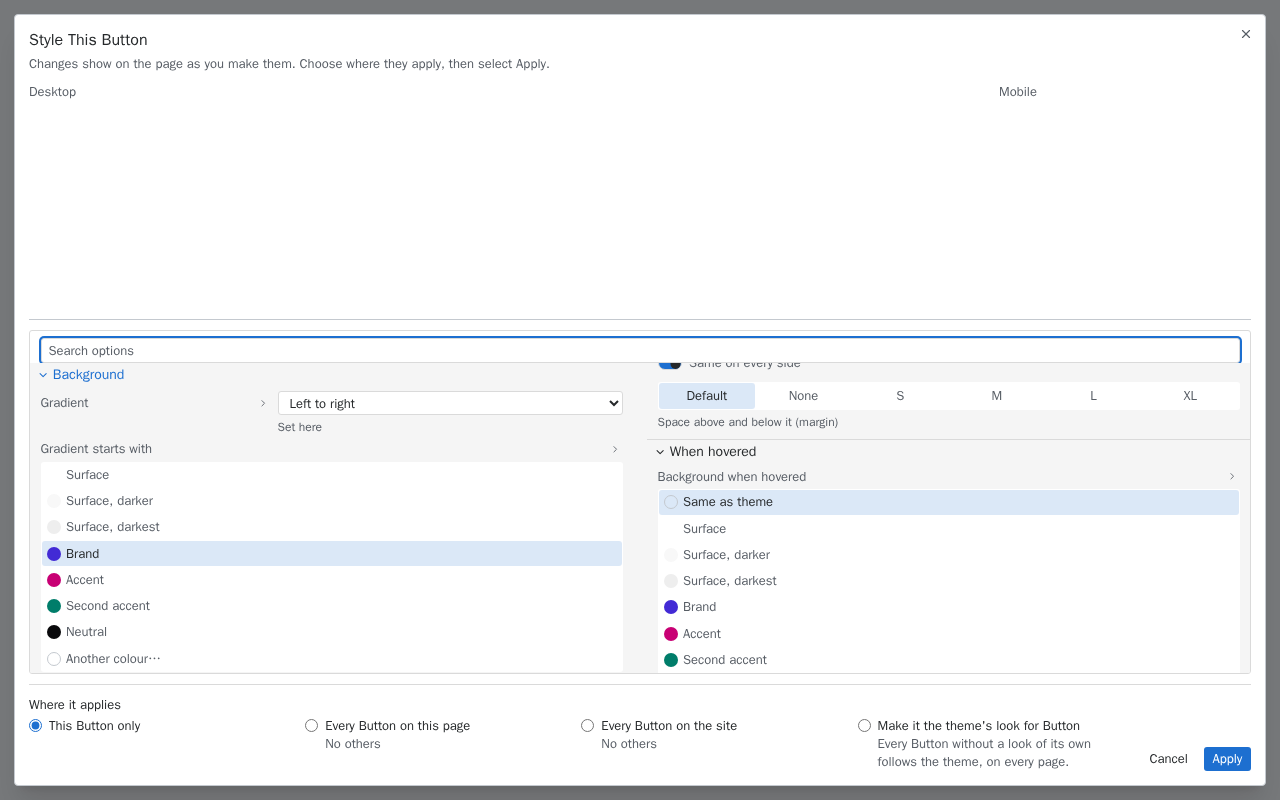 Style This Button
Changes show on the page as you make them. Choose where they apply, then select Apply.
Desktop
Mobile
Search options
Background
Gradient
Left to right
Set here
Gradient starts with
Surface
Surface, darker
Surface, darkest
Brand
Accent
Second accent
Neutral
Another colour…
Same on every side
Default
None
S
M
L
XL
Space above and below it (margin)
When hovered
Background when hovered
Same as theme
Surface
Surface, darker
Surface, darkest
Brand
Accent
Second accent
Where it applies
This Button only
Every Button on this page
No others
Every Button on the site
No others
Make it the theme's look for Button
Every Button without a look of its own
follows the theme, on every page.
Cancel
Apply